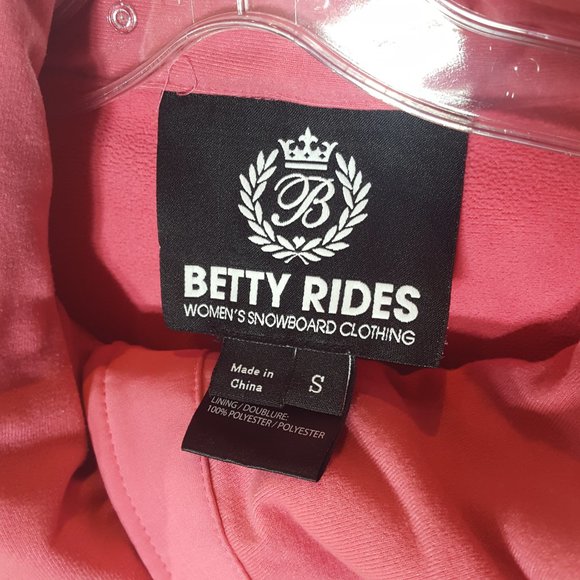 B
BETTY RIDES
WOMEN'S SNOWBOARD CLOTHING
Made in
China
S
LINING / DOUBLURE:
100% POLYESTER / POLYESTER